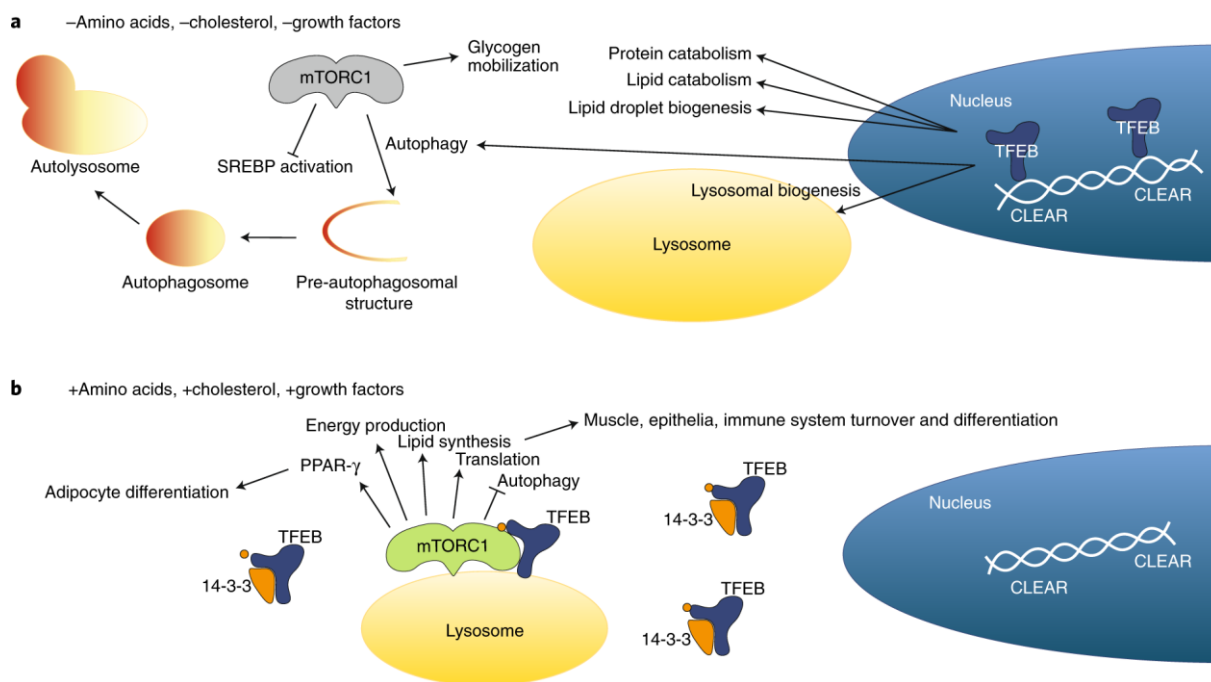 a –Amino acids, –cholesterol, –growth factors
mTORC1
Glycogen
mobilization
Autolysosome
SREBP activation
Autophagy
Autophagosome
Pre-autophagosomal
structure
Protein catabolism
Lipid catabolism
Lipid droplet biogenesis
Lysosomal biogenesis
Lysosome
Nucleus
TFEB
TFEB
CLEAR
CLEAR
b +Amino acids, +cholesterol, +growth factors
Energy production
Lipid synthesis
Muscle, epithelia, immune system turnover and differentiation
PPAR-γ
Translation
Adipocyte differentiation
Autophagy
TFEB
14-3-3
mTORC1
TFEB
Lysosome
TFEB
14-3-3
TFEB
14-3-3
Nucleus
CLEAR
CLEAR